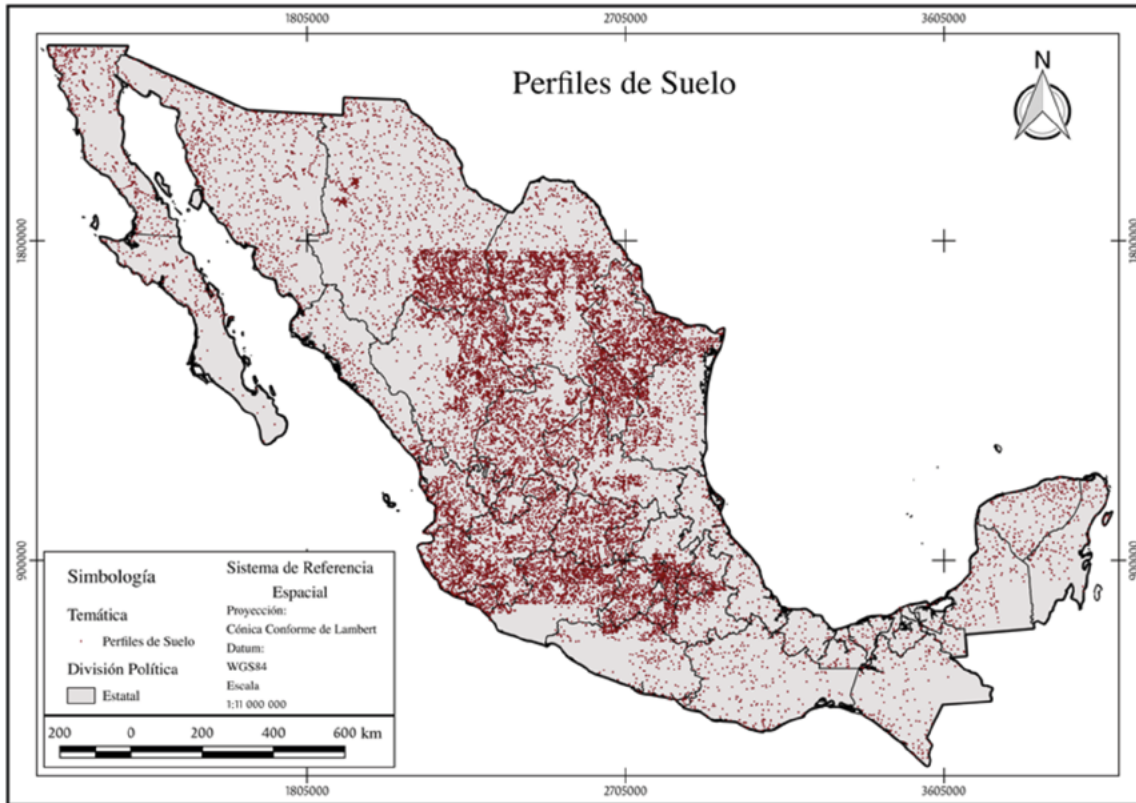 1805000
2705000
3605000
Perfiles de Suelo
N
1800000
1800000
900000
900000
Simbología
Temática
Perfiles de Suelo
División Política
Estatal
Sistema de Referencia
Espacial
Proyección:
Cónica Conforme de Lambert
Datum:
WGS84
Escala
1:11 000 000
200 0 200 400 600 km
1805000
2705000
3605000